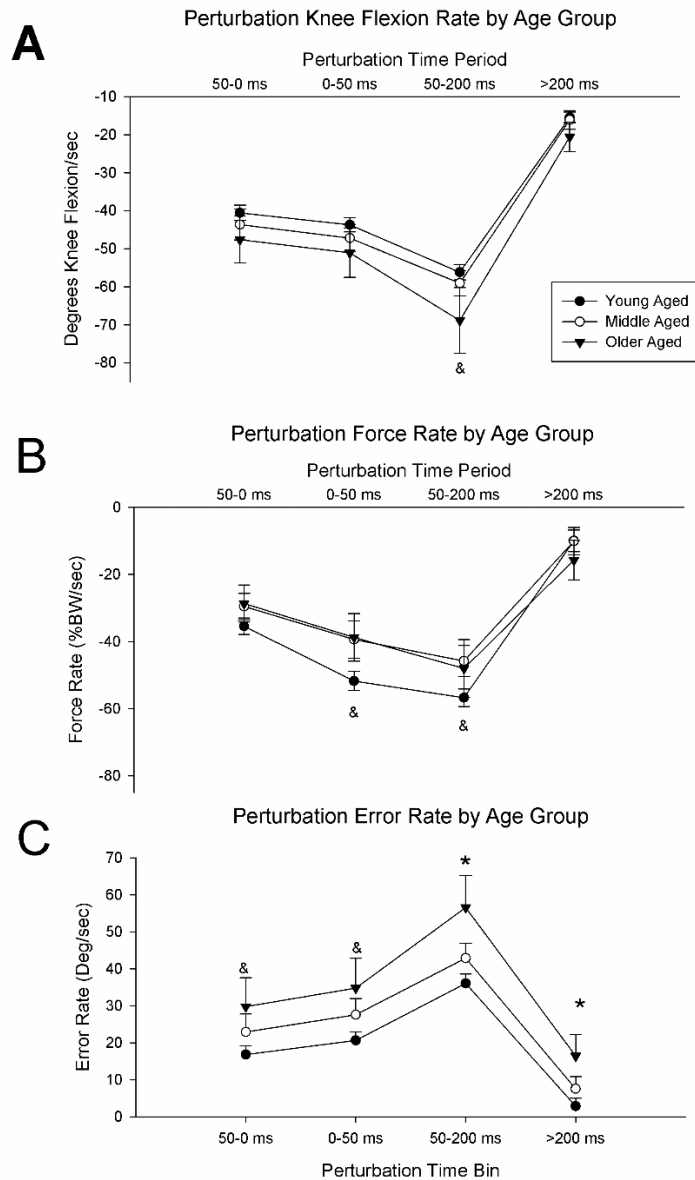 A
Perturbation Knee Flexion Rate by Age Group
Perturbation Time Period
50-0 ms 0-50 ms 50-200 ms >200 ms
-10
-20
-30
-40
-50
-60
-70
-80
Degrees Knee Flexion/sec
&
Young Aged
Middle Aged
Older Aged
B
Perturbation Force Rate by Age Group
Perturbation Time Period
50-0 ms 0-50 ms 50-200 ms >200 ms
0
-20
-40
-60
-80
Force Rate (%BW/sec)
& &
C
Perturbation Error Rate by Age Group
70
60
50
40
30
20
10
0
Error Rate (Deg/sec)
& & * *
50-0 ms 0-50 ms 50-200 ms >200 ms
Perturbation Time Bin